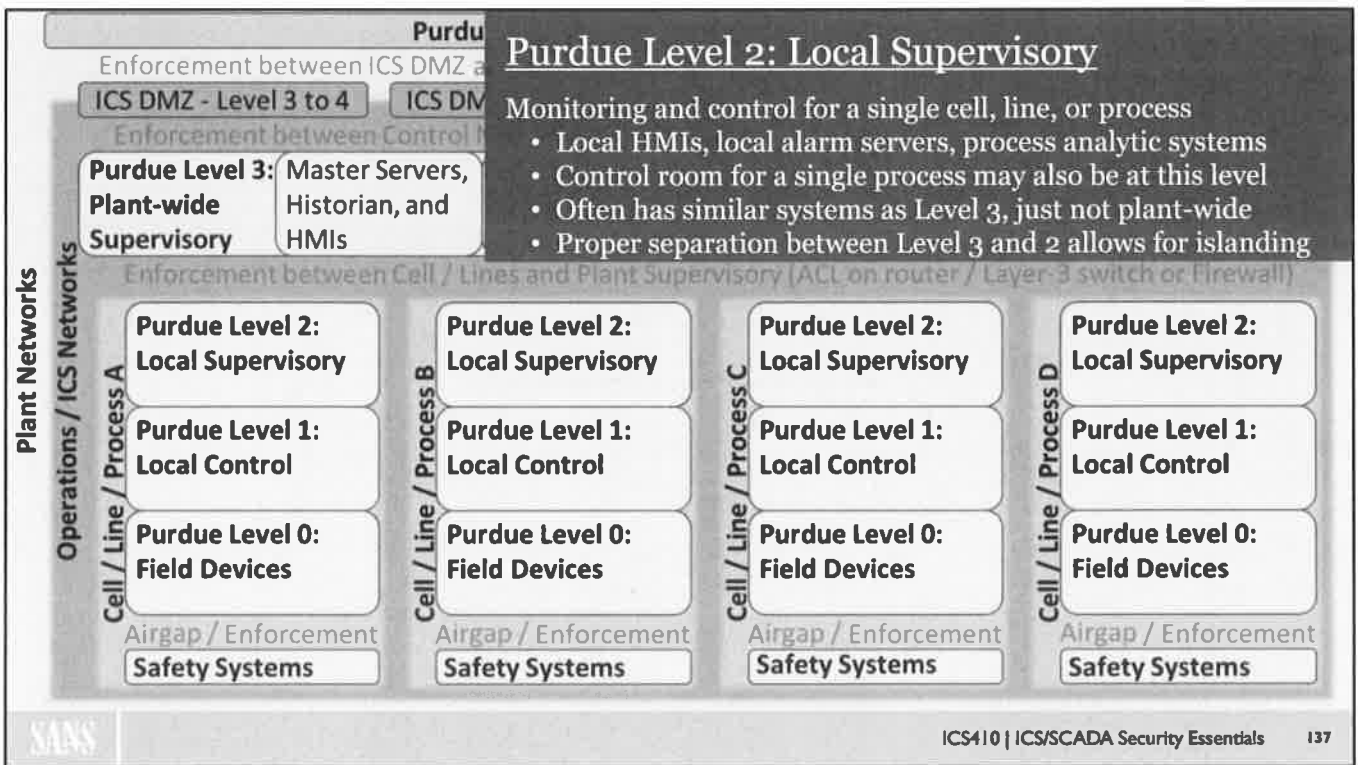 Purdu
Enforcement between ICS DMZ a
ICS DMZ - Level 3 to 4
ICS DM
Enforcement between Control N
Purdue Level 3:
Plant-wide
Supervisory
Master Servers,
Historian, and
HMIs
Purdue Level 2: Local Supervisory
Monitoring and control for a single cell, line, or process
• Local HMIs, local alarm servers, process analytic systems
• Control room for a single process may also be at this level
• Often has similar systems as Level 3, just not plant-wide
• Proper separation between Level 3 and 2 allows for islanding
Enforcement between Cell / Lines and Plant Supervisory (ACL on router / Layer-3 switch or Firewall)
Plant Networks
Operations / ICS Networks
Cell / Line / Process A
Purdue Level 2:
Local Supervisory
Purdue Level 1:
Local Control
Purdue Level 0:
Field Devices
Airgap / Enforcement
Safety Systems
Cell / Line / Process B
Purdue Level 2:
Local Supervisory
Purdue Level 1:
Local Control
Purdue Level 0:
Field Devices
Airgap / Enforcement
Safety Systems
Cell / Line / Process C
Purdue Level 2:
Local Supervisory
Purdue Level 1:
Local Control
Purdue Level 0:
Field Devices
Airgap / Enforcement
Safety Systems
Cell / Line / Process D
Purdue Level 2:
Local Supervisory
Purdue Level 1:
Local Control
Purdue Level 0:
Field Devices
Airgap / Enforcement
Safety Systems
SANS
ICS410 | ICS/SCADA Security Essentials 137